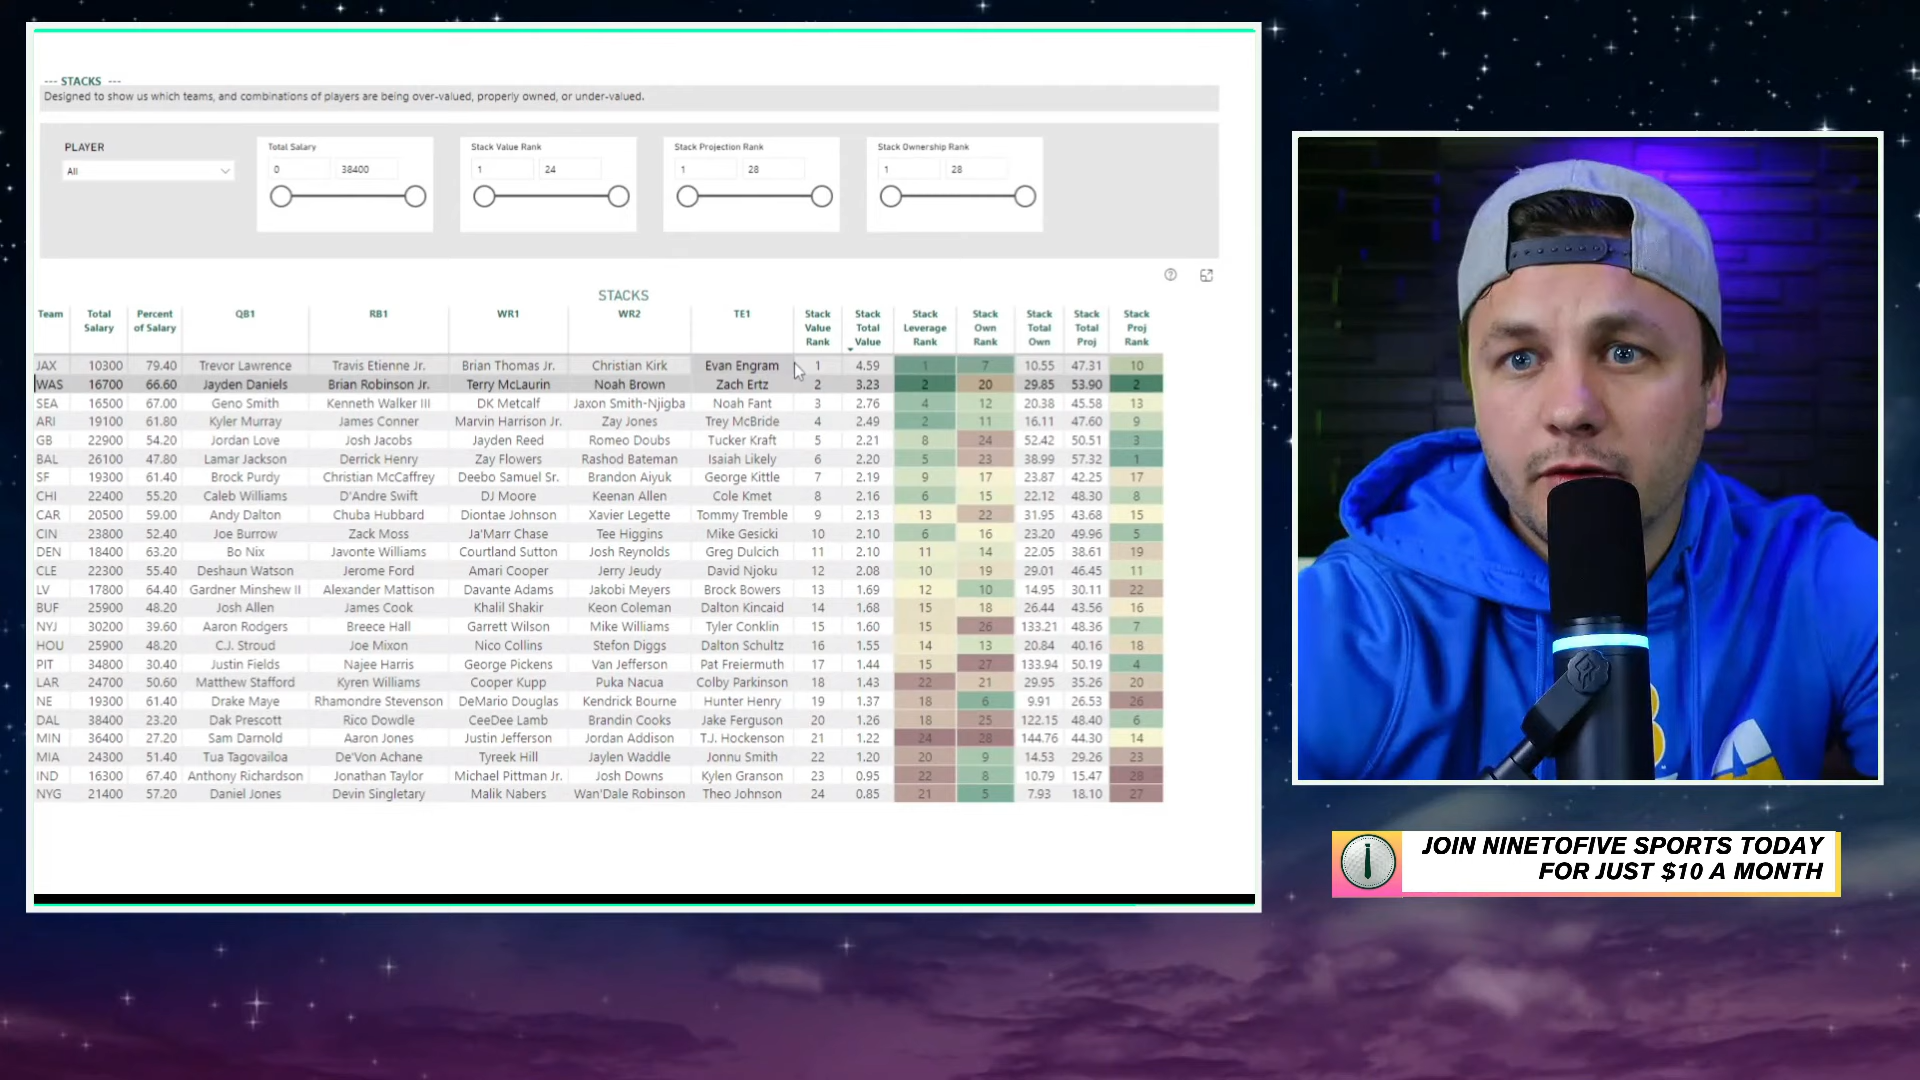 --- STACKS ---
Designed to show us which teams, and combinations of players are being over-valued, properly owned, or under-valued.
PLAYER
All
Total Salary
0 38400
Stack Value Rank
1 24
Stack Projection Rank
1 28
Stack Ownership Rank
1 28
STACKS
Team Total Salary Percent of Salary QB1 RB1 WR1 WR2 TE1 Stack Value Rank Stack Total Value Stack Leverage Rank Stack Own Rank Stack Total Own Stack Total Proj Stack Proj Rank
JAX 10300 79.40 Trevor Lawrence Travis Etienne Jr. Brian Thomas Jr. Christian Kirk Evan Engram 1 4.59 1 7 10.55 47.31 10
WAS 16700 66.60 Jayden Daniels Brian Robinson Jr. Terry McLaurin Noah Brown Zach Ertz 2 3.23 2 20 29.85 53.90 2
SEA 16500 67.00 Geno Smith Kenneth Walker III DK Metcalf Jaxon Smith-Njigba Noah Fant 3 2.76 4 12 20.38 45.58 13
ARI 19100 61.80 Kyler Murray James Conner Marvin Harrison Jr. Zay Jones Trey McBride 4 2.49 2 11 16.11 47.60 9
GB 22900 54.20 Jordan Love Josh Jacobs Jayden Reed Romeo Doubs Tucker Kraft 5 2.21 8 24 52.42 50.51 3
BAL 26100 47.80 Lamar Jackson Derrick Henry Zay Flowers Rashod Bateman Isaiah Likely 6 2.20 5 23 38.99 57.32 1
SF 19300 61.40 Brock Purdy Christian McCaffrey Deebo Samuel Sr. Brandon Aiyuk George Kittle 7 2.19 9 17 23.87 42.25 17
CHI 22400 55.20 Caleb Williams D'Andre Swift DJ Moore Keenan Allen Cole Kmet 8 2.16 6 15 22.12 48.30 8
CAR 20500 59.00 Andy Dalton Chuba Hubbard Diontae Johnson Xavier Legette Tommy Tremble 9 2.13 13 22 31.95 43.68 15
CIN 23800 52.40 Joe Burrow Zack Moss Ja'Marr Chase Tee Higgins Mike Gesicki 10 2.10 6 16 23.20 49.96 5
DEN 18400 63.20 Bo Nix Javonte Williams Courtland Sutton Josh Reynolds Greg Dulcich 11 2.10 11 14 22.05 38.61 19
CLE 22300 55.40 Deshaun Watson Jerome Ford Amari Cooper Jerry Jeudy David Njoku 12 2.08 10 19 29.01 46.45 11
LV 17800 64.40 Gardner Minshew II Alexander Mattison Davante Adams Jakobi Meyers Brock Bowers 13 1.69 12 10 14.95 30.11 22
BUF 25900 48.20 Josh Allen James Cook Khalil Shakir Keon Coleman Dalton Kincaid 14 1.68 15 18 26.44 43.56 16
NYJ 30200 39.60 Aaron Rodgers Breece Hall Garrett Wilson Mike Williams Tyler Conklin 15 1.60 15 26 133.21 48.36 7
HOU 25900 48.20 C.J. Stroud Joe Mixon Nico Collins Stefon Diggs Dalton Schultz 16 1.55 14 13 20.84 40.16 18
PIT 34800 30.40 Justin Fields Najee Harris George Pickens Van Jefferson Pat Freiermuth 17 1.44 15 27 133.94 50.19 4
LAR 24700 50.60 Matthew Stafford Kyren Williams Cooper Kupp Puka Nacua Colby Parkinson 18 1.43 22 21 29.95 35.26 20
NE 19300 61.40 Drake Maye Rhamondre Stevenson DeMario Douglas Kendrick Bourne Hunter Henry 19 1.37 18 6 9.91 26.53 26
DAL 38400 23.20 Dak Prescott Rico Dowdle CeeDee Lamb Brandin Cooks Jake Ferguson 20 1.26 18 25 122.15 48.40 6
MIN 36400 27.20 Sam Darnold Aaron Jones Justin Jefferson Jordan Addison T.J. Hockenson 21 1.22 24 28 144.76 44.30 14
MIA 24300 51.40 Tua Tagovailoa De'Von Achane Tyreek Hill Jaylen Waddle Jonnu Smith 22 1.20 20 9 14.53 29.26 23
IND 16300 67.40 Anthony Richardson Jonathan Taylor Michael Pittman Jr. Josh Downs Kylen Granson 23 0.95 22 8 10.79 15.47 28
NYG 21400 57.20 Daniel Jones Devin Singletary Malik Nabers Wan'Dale Robinson Theo Johnson 24 0.85 21 5 7.93 18.10 27
JOIN NINETOFIVE SPORTS TODAY
FOR JUST $10 A MONTH